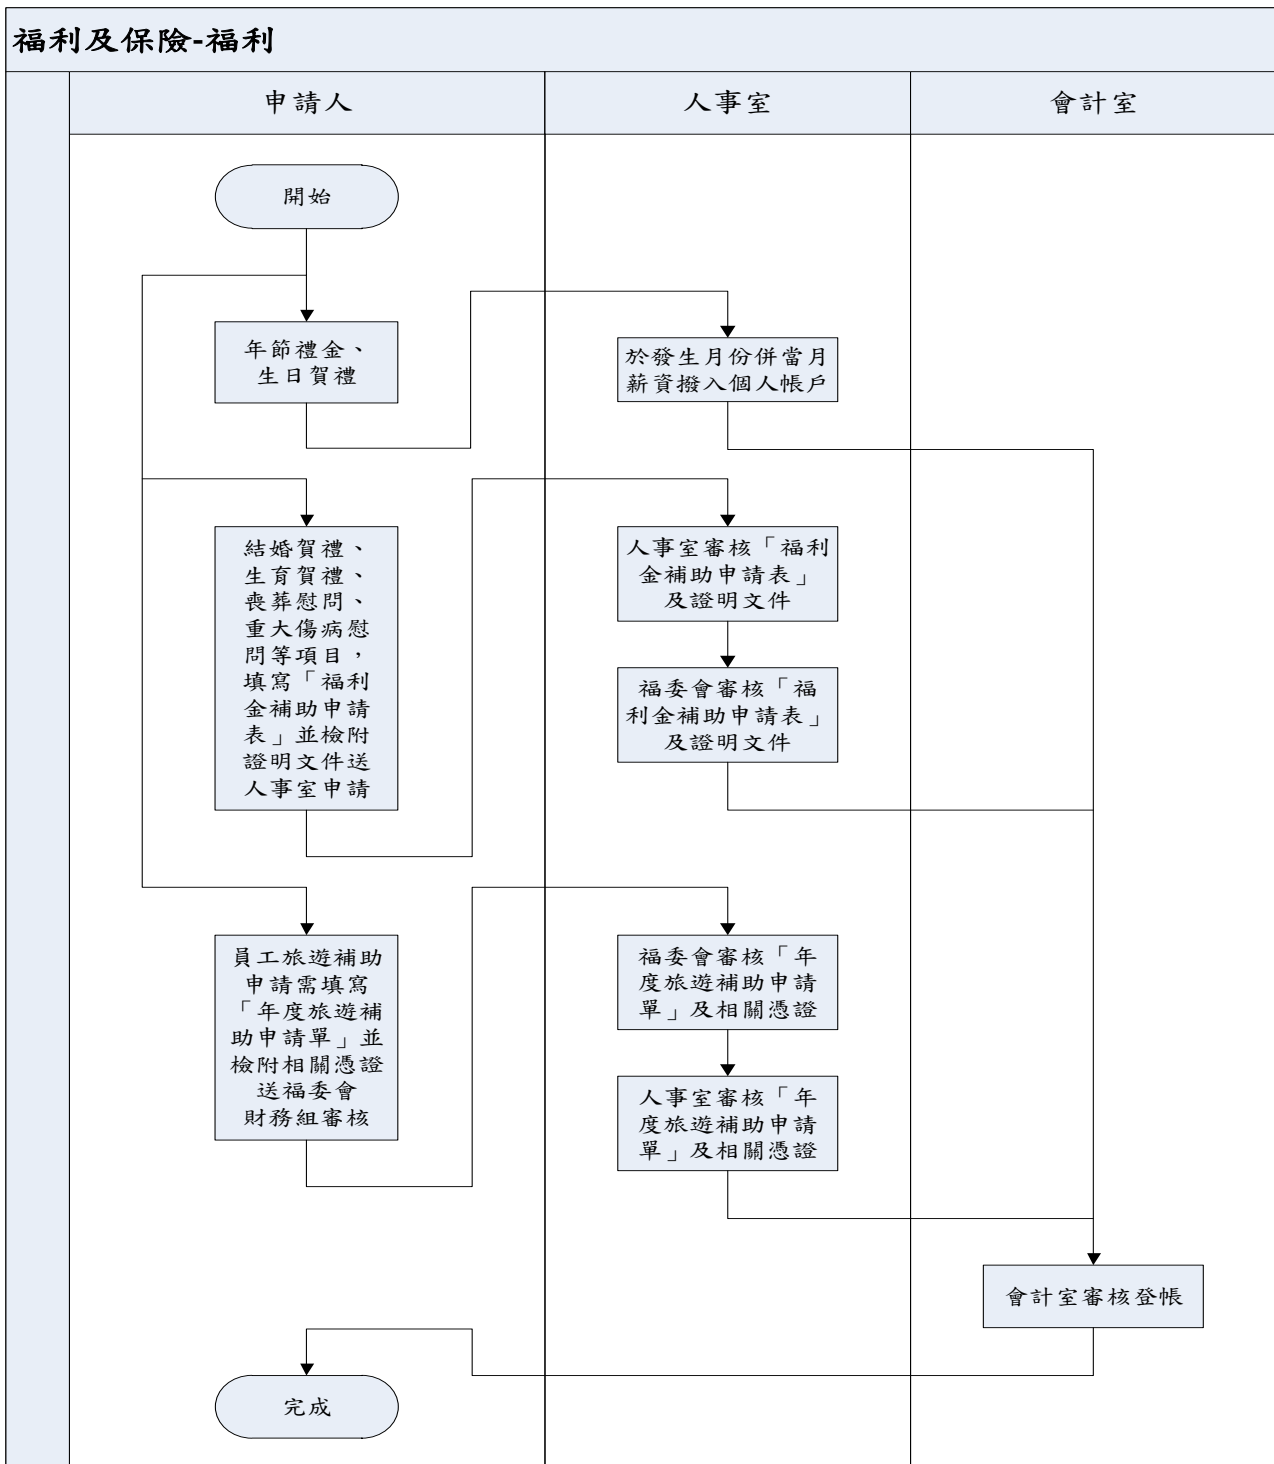 福利及保險-福利
申請人
人事室
會計室
開始
年節禮金、
生日賀禮
於發生月份併當月
薪資撥入個人帳戶
結婚賀禮、
生育賀禮、
喪葬慰問、
重大傷病慰
問等項目，
填寫「福利
金補助申請
表」並檢附
證明文件送
人事室申請
人事室審核「福利
金補助申請表」
及證明文件
福委會審核「福
利金補助申請表」
及證明文件
員工旅遊補助
申請需填寫
「年度旅遊補
助申請單」並
檢附相關憑證
送福委會
財務組審核
福委會審核「年
度旅遊補助申請
單」及相關憑證
人事室審核「年
度旅遊補助申請
單」及相關憑證
會計室審核登帳
完成